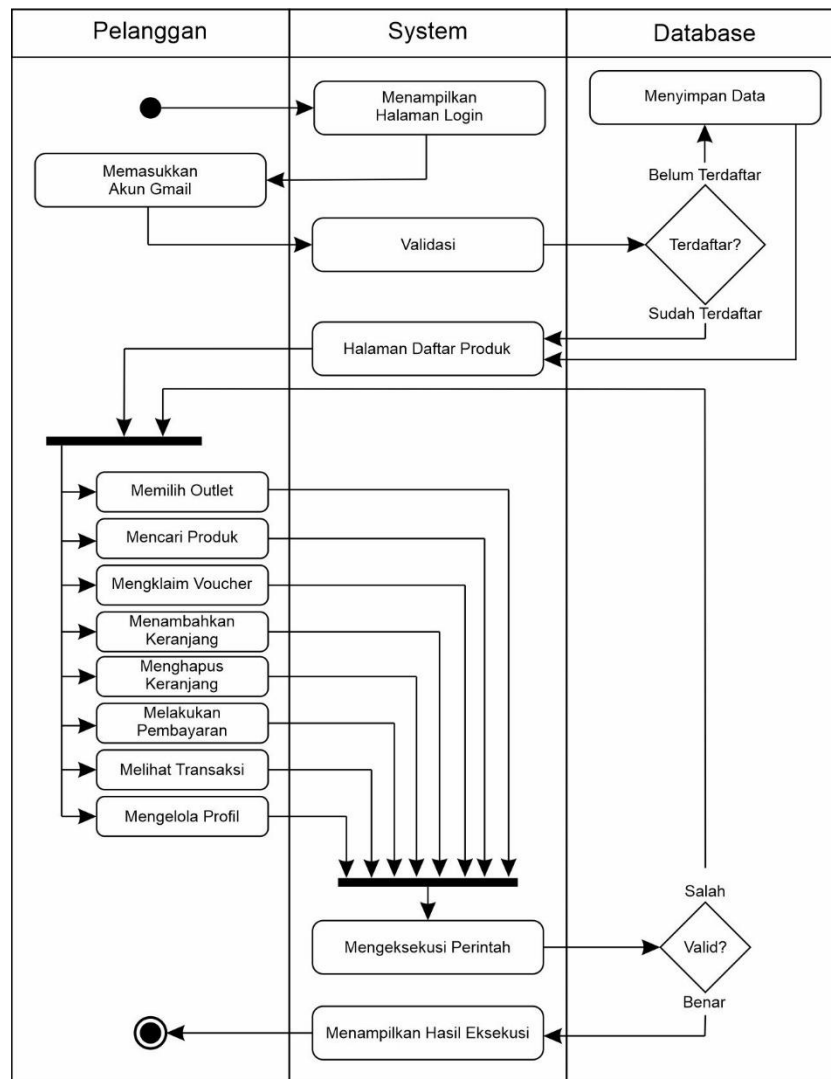 Pelanggan
System
Database
Menampilkan
Halaman Login
Menyimpan Data
Memasukkan
Akun Gmail
Belum Terdaftar
Validasi
Terdaftar?
Sudah Terdaftar
Halaman Daftar Produk
Memilih Outlet
Mencari Produk
Mengklaim Voucher
Menambahkan
Keranjang
Menghapus
Keranjang
Melakukan
Pembayaran
Melihat Transaksi
Mengelola Profil
Salah
Mengeksekusi Perintah
Valid?
Benar
Menampilkan Hasil Eksekusi